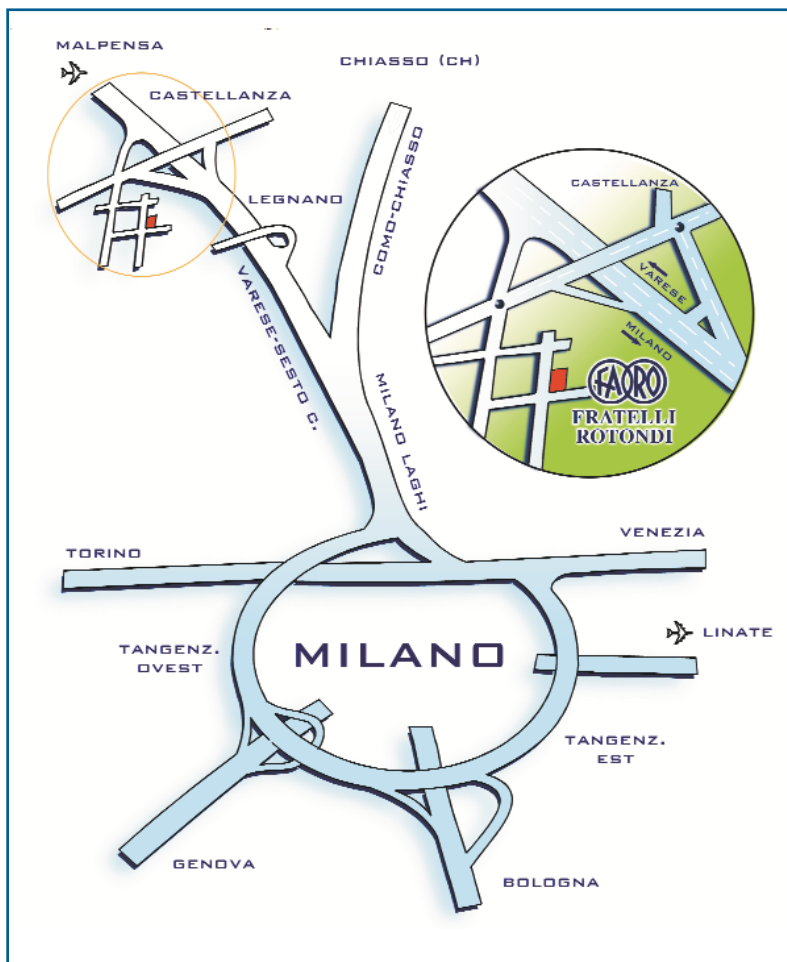 MALPENSA
CHIASSO (CH)
CASTELLANZA
LEGNANO
COMO-CHIASSO
VARESE-SESTO C.
MILANO LAGHI
CASTELLANZA
VARESE
MILANO
FARO
FRATELLI
ROTONDI
TORINO
VENEZIA
LINATE
TANGENZ.
OVEST
MILANO
TANGENZ.
EST
GENOVA
BOLOGNA